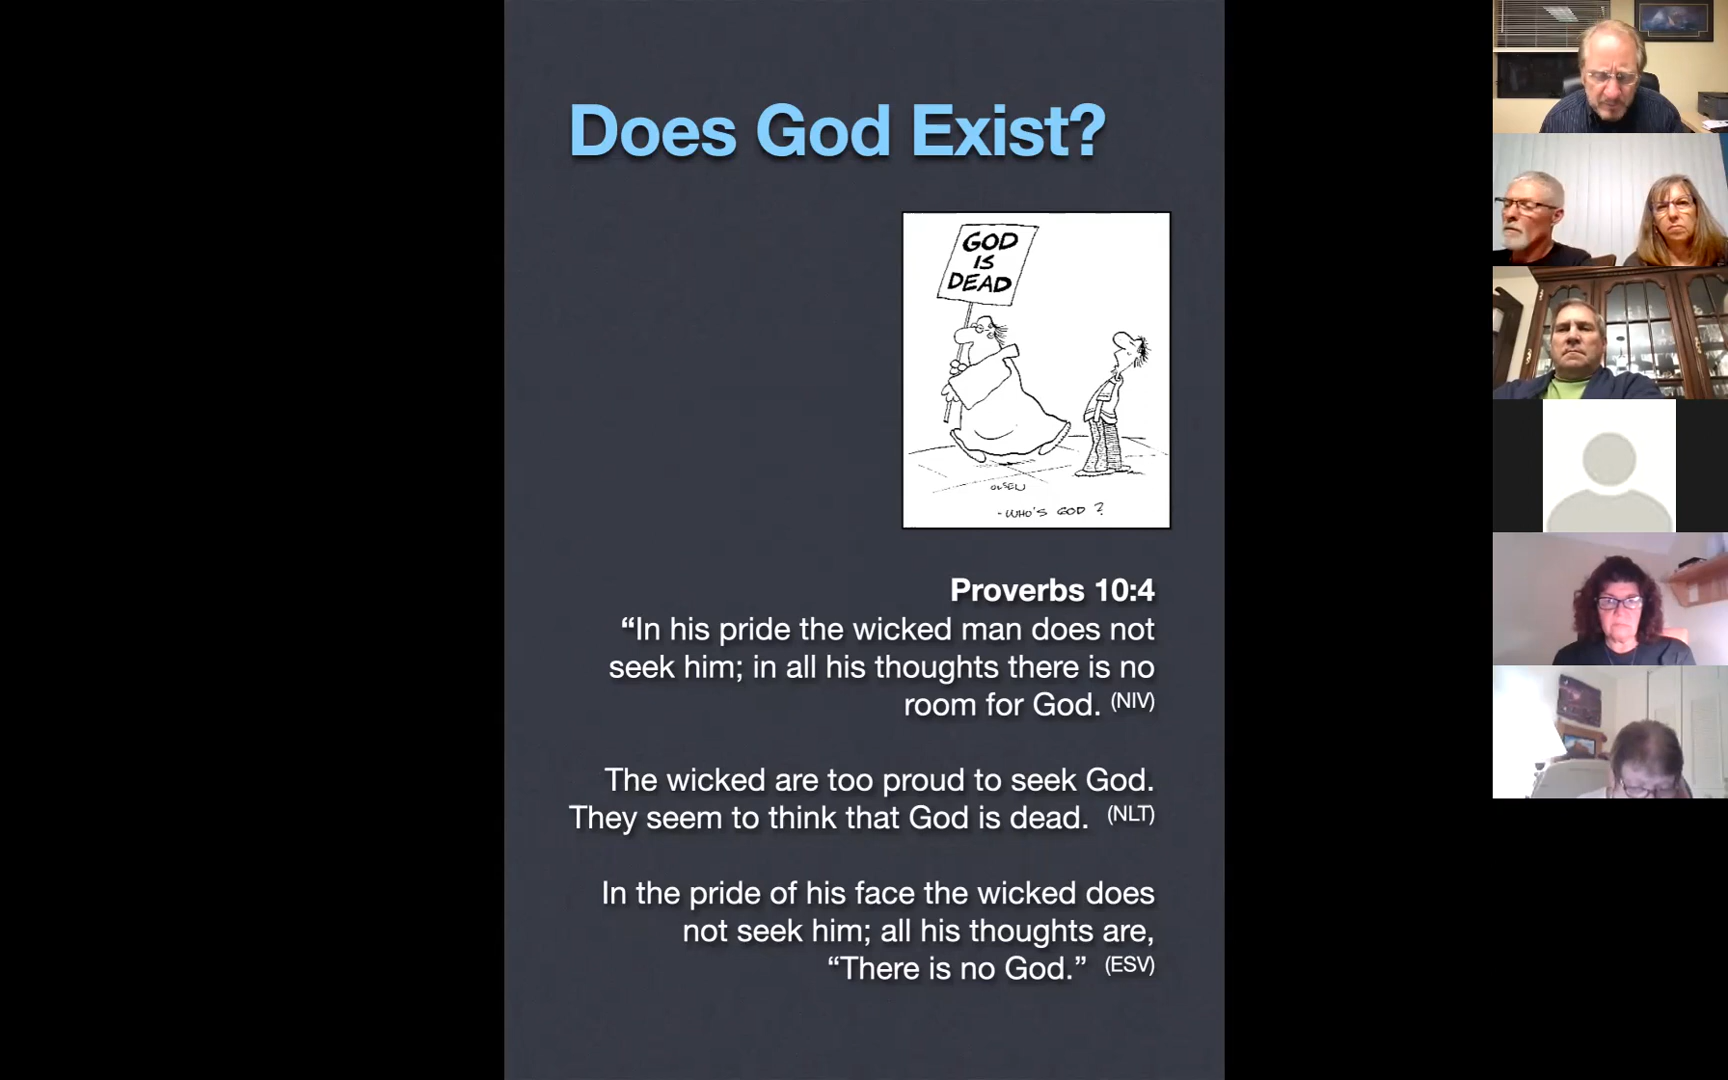 Does God Exist?
GOD
IS
DEAD
OLSEN
-WHO'S GOD?
Proverbs 10:4
“In his pride the wicked man does not
seek him; in all his thoughts there is no
room for God. (NIV)
The wicked are too proud to seek God.
They seem to think that God is dead. (NLT)
In the pride of his face the wicked does
not seek him; all his thoughts are,
“There is no God.” (ESV)